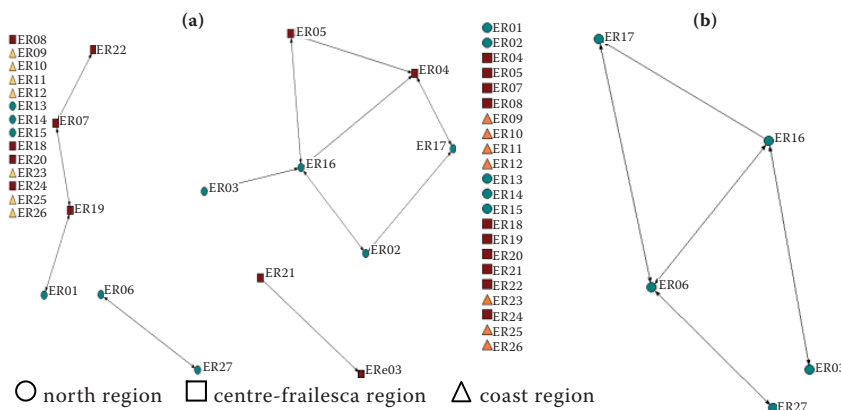 (a)
ER08
ER09
ER10
ER11
ER12
ER13
ER14
ER15
ER18
ER20
ER23
ER24
ER25
ER26
ER22
ER07
ER19
ER01
ER06
ER27
ER05
ER04
ER17
ER16
ER03
ER02
ER21
ERe03
(b)
ER01
ER02
ER04
ER05
ER07
ER08
ER09
ER10
ER11
ER12
ER13
ER14
ER15
ER18
ER19
ER20
ER21
ER22
ER23
ER24
ER25
ER26
ER17
ER16
ER06
ER03
ER27
north region centre-frailesca region coast region